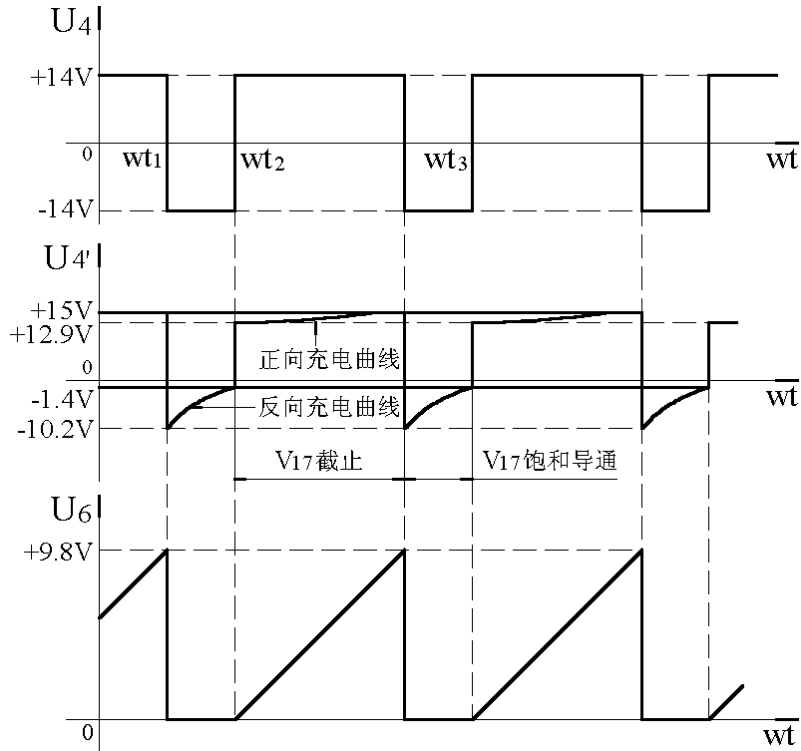 U4
+14V
0
wt1
wt2
wt3
wt
-14V
U4'
+15V
+12.9V
正向充电曲线
0
wt
-1.4V
反向充电曲线
-10.2V
V17截止
V17饱和导通
U6
+9.8V
0
wt